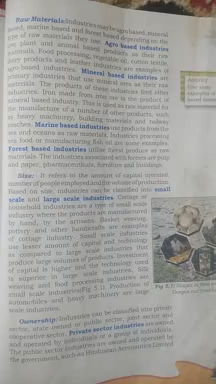 Raw Materials: Industries may be agro based, mineral
based, marine based and forest based depending on the
type of raw materials they use. Agro based industries
use plant and animal based products as their raw
materials. Food processing, vegetable oil, cotton textile,
dairy products and leather industries are examples of
agro-based industries. Mineral based industries are
primary industries that use mineral ores as their raw
materials. The products of these industries feed other
industries. Iron made from iron ore is the product of
mineral based industry. This is used as raw material for
the manufacture of a number of other products, such
as heavy machinery, building materials and railway
coaches. Marine based industries use products from the
sea and oceans as raw materials. Industries processing
sea food or manufacturing fish oil are some examples.
Forest based industries utilise forest produce as raw
materials. The industries associated with forests are pulp
and paper, pharmaceuticals, furniture and buildings.
Size: It refers to the amount of capital invested,
number of people employed and the volume of production.
Based on size, industries can be classified into small
scale and large scale industries. Cottage or
household industries are a type of small scale
industry where the products are manufactured
by hand, by the artisans. Basket weaving,
pottery and other handicrafts are examples
of cottage industry. Small scale industries
use lesser amount of capital and technology
as compared to large scale industries that
produce large volumes of products. Investment
of capital is higher and the technology used
is superior in large scale industries. Silk
weaving and food processing industries are
small scale industries Production of
automobiles and heavy machinery are large
scale industries.
Ownership: Industries can be classified into private
sector, state owned or public sector, joint sector and
cooperative sector. Private sector industries are owned
and operated by individuals or a group of individuals.
The public sector industries are owned and operated by
the government, such as Hindustan Aeronautics Limited